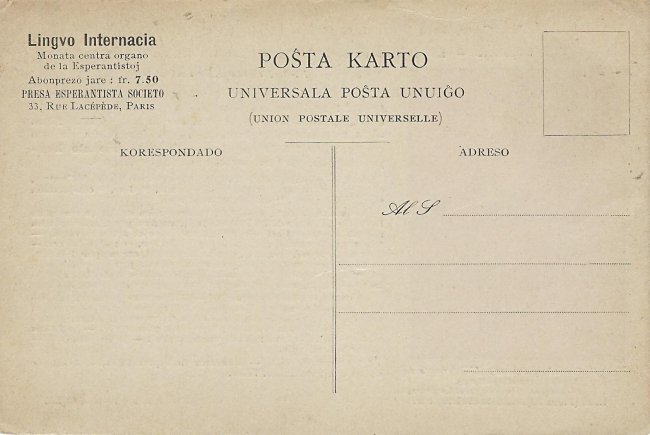 Lingvo Internacia
Monata centra organo
de la Esperantistoj
Abonprezo jare : fr. 7.50
PRESA ESPERANTISTA SOCIETO
33, RUE LACÉPÈDE, PARIS
POŜTA KARTO
UNIVERSALA POŜTA UNUIĜO
(UNION POSTALE UNIVERSELLE)
KORESPONDADO
ADRESO
Al S